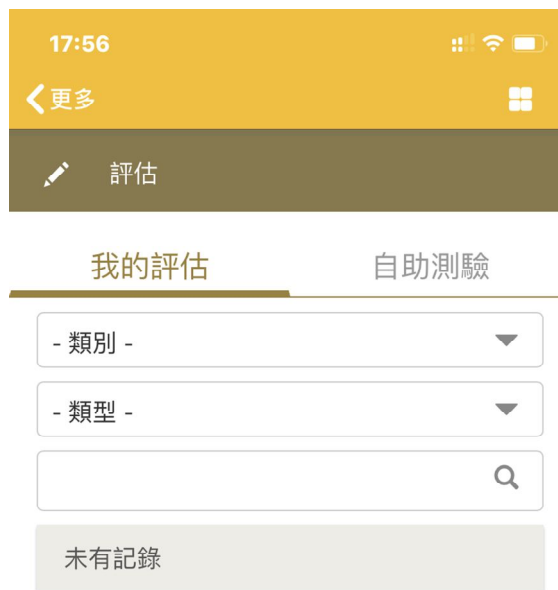 17:56
更多
評估
我的評估 自助測驗
- 類別 -
- 類型 -
未有記錄